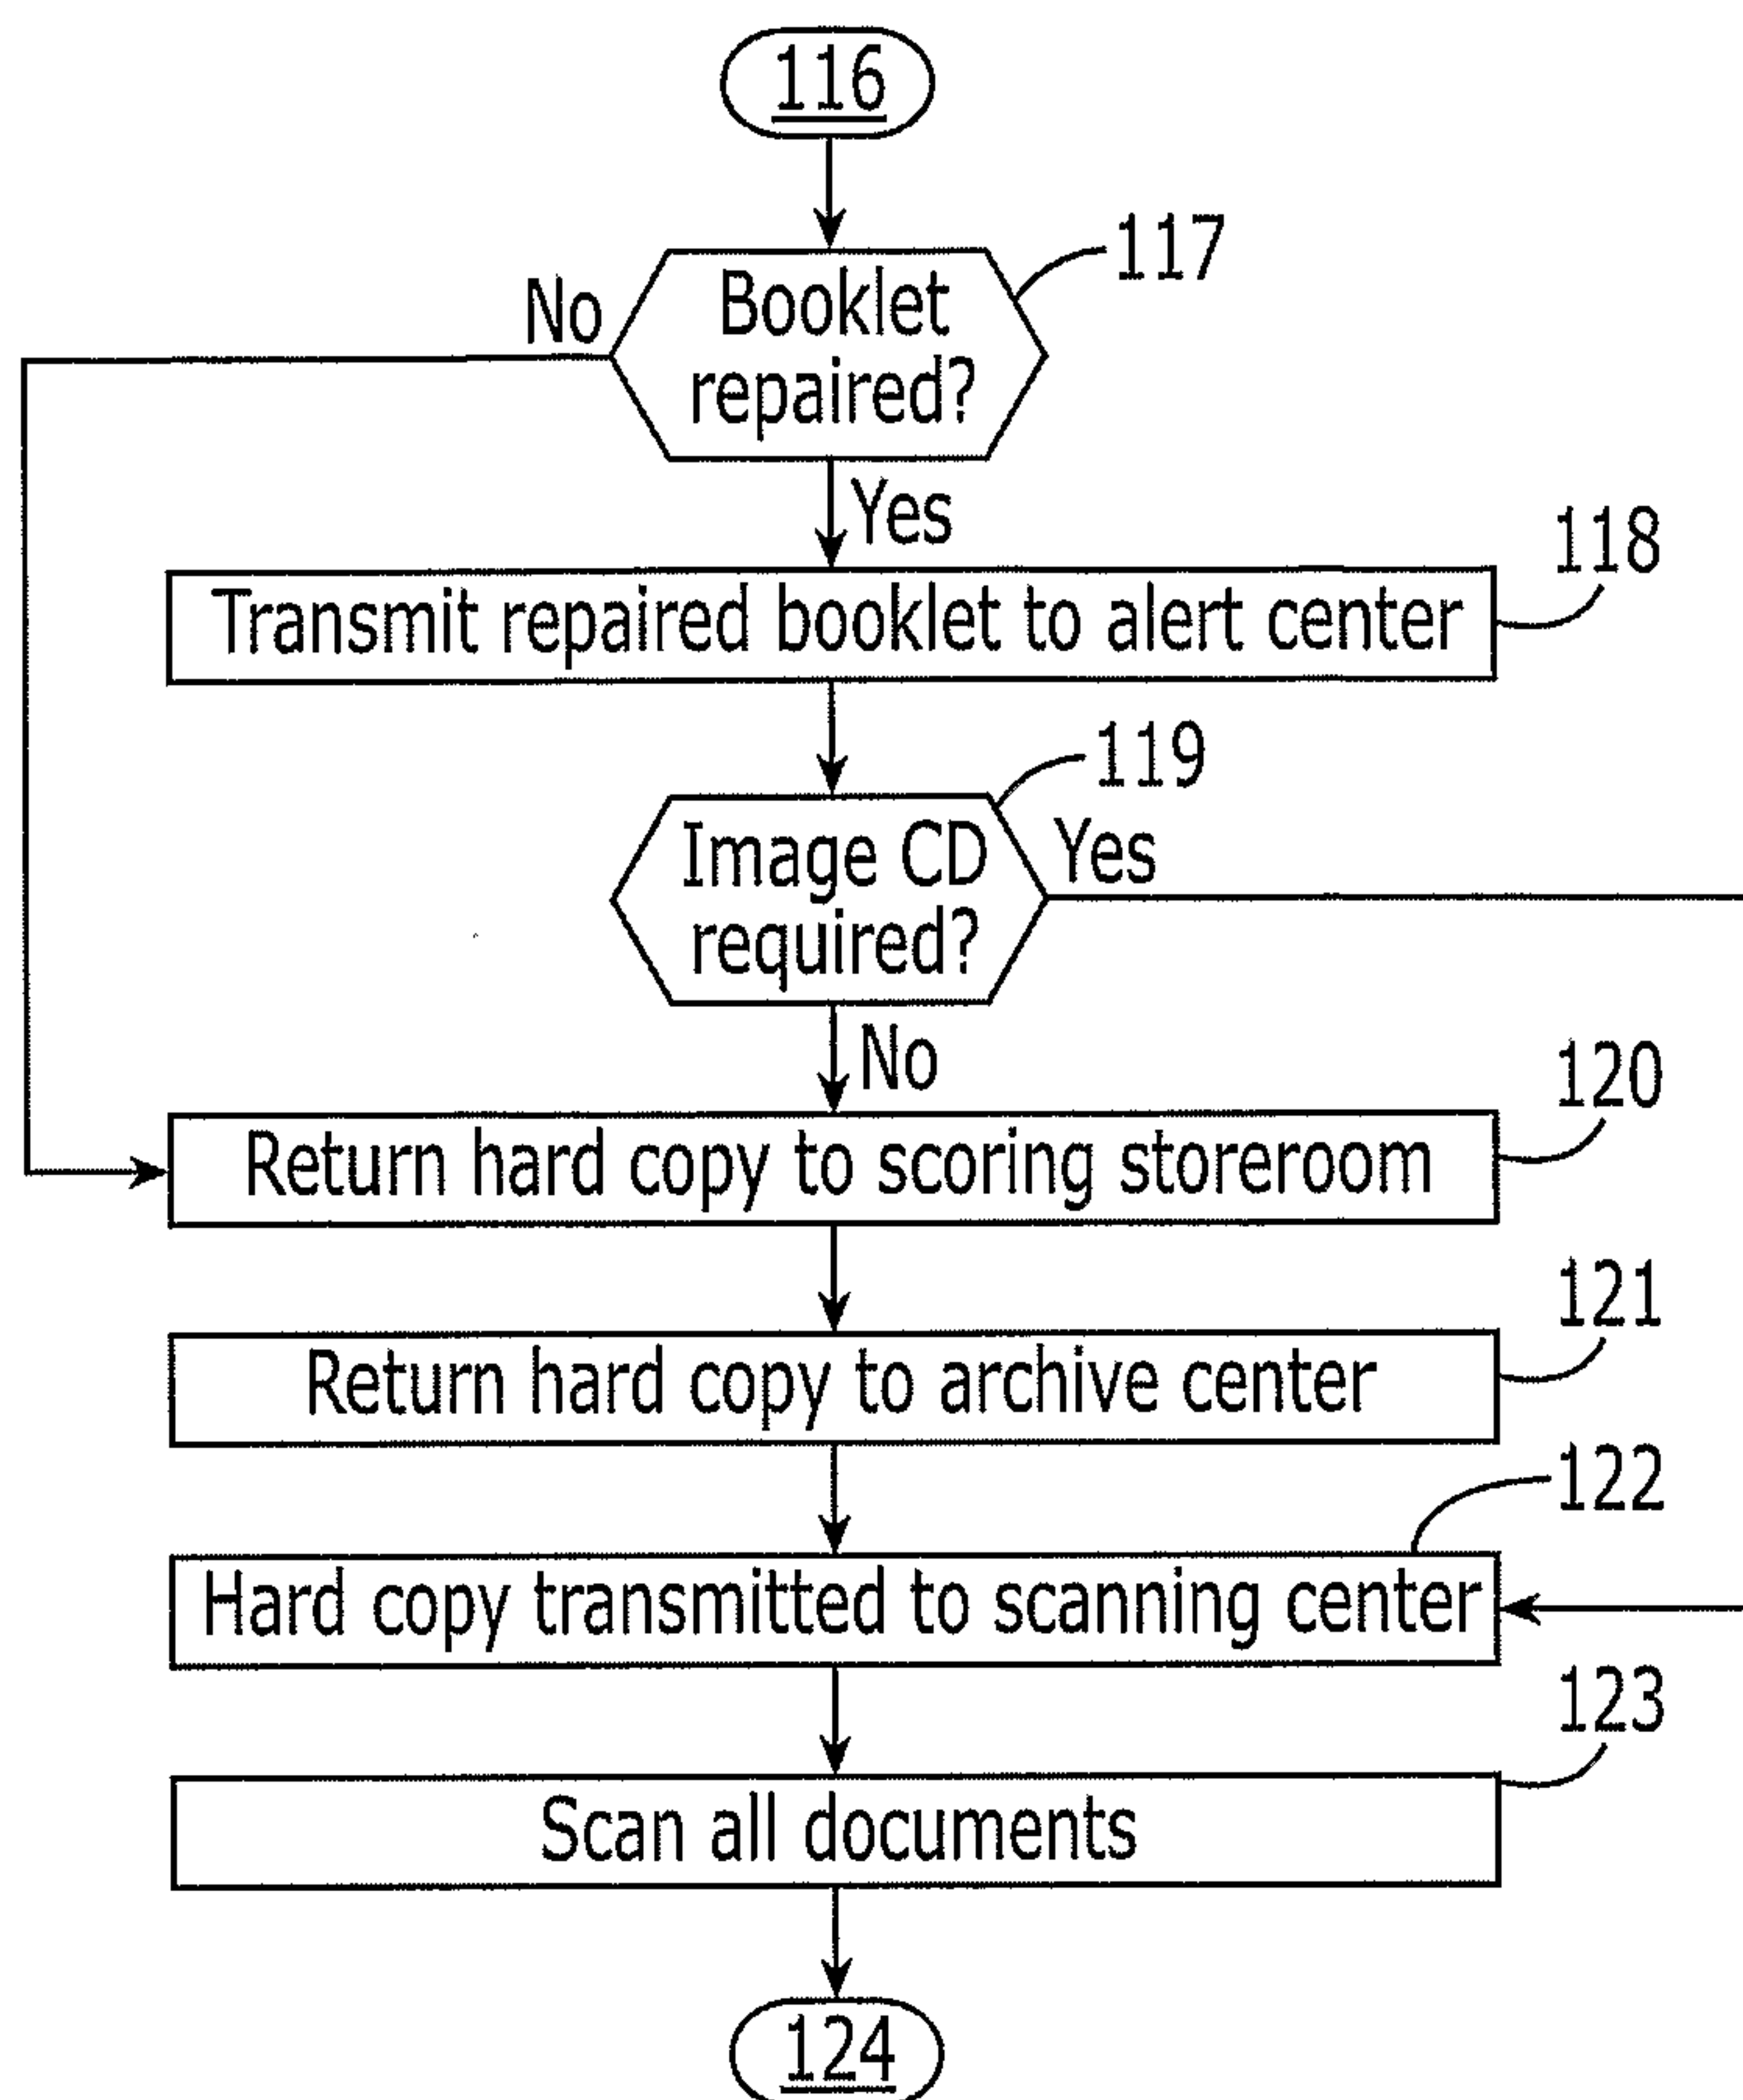 116
117
No
Booklet
repaired?
Yes
118
Transmit repaired booklet to alert center
119
Image CD
required?
Yes
No
120
Return hard copy to scoring storeroom
121
Return hard copy to archive center
122
Hard copy transmitted to scanning center
123
Scan all documents
124